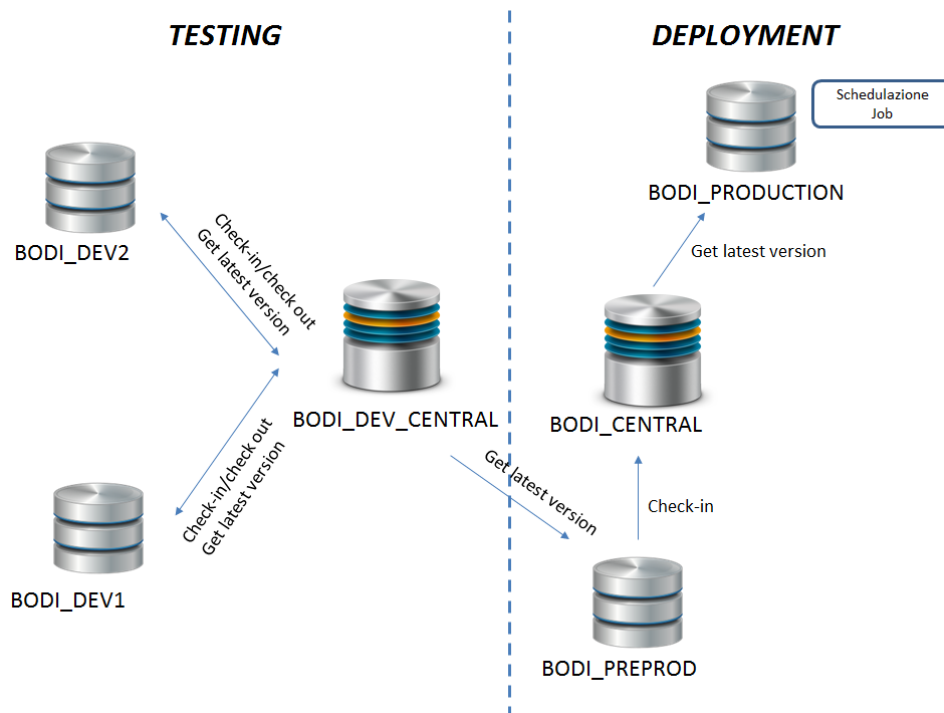 TESTING
DEPLOYMENT
Schedulazione
Job
BODI_PRODUCTION
BODI_DEV2
Check-in/check out
Get latest version
Get latest version
BODI_DEV_CENTRAL
BODI_CENTRAL
Check-in/check out
Get latest version
Get latest version
Check-in
BODI_DEV1
BODI_PREPROD